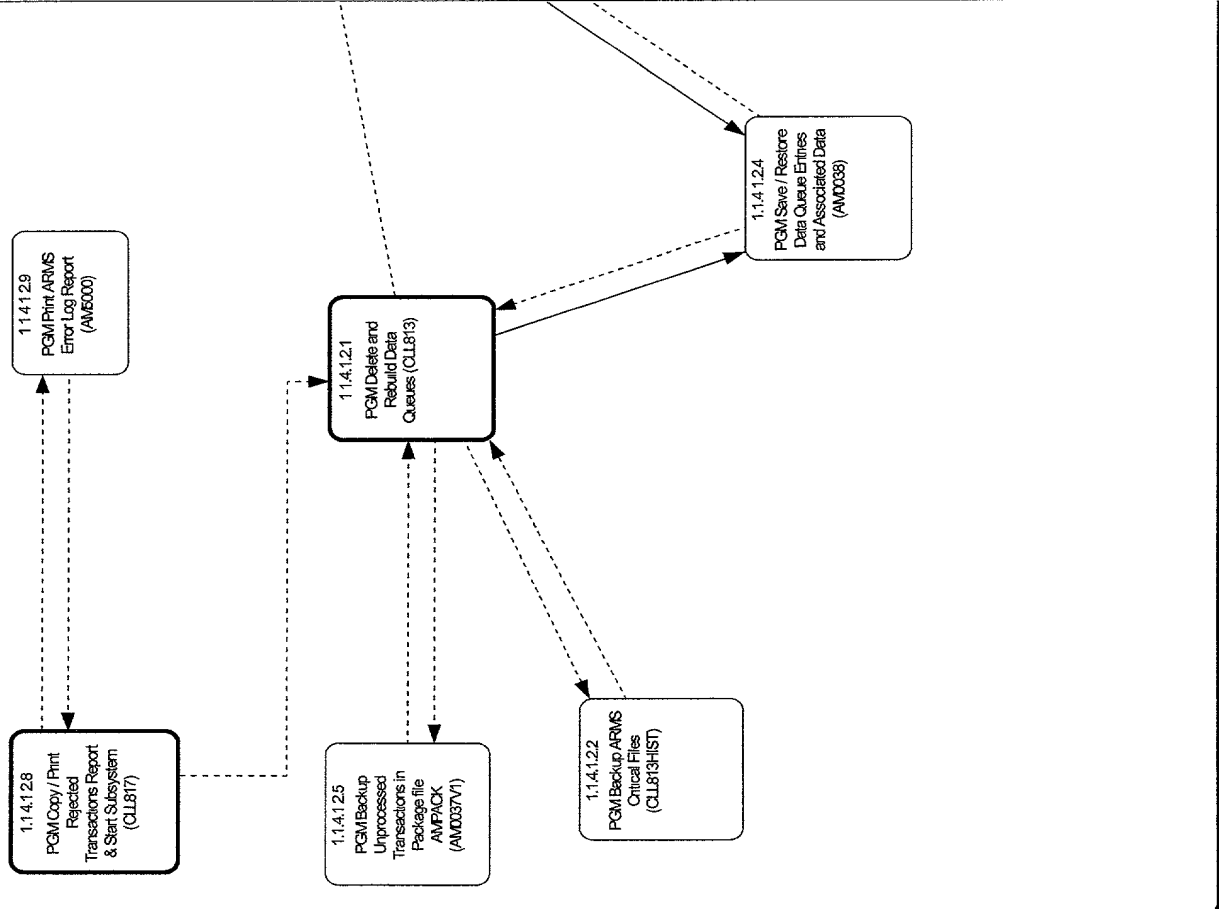 1.1.4.1 2.8
PGM Copy / Print
Rejected
Transactions Report
& Start Subsystem
(CLL817)
1 1 4 1 2.9
PGM Print ARMS
Error Log Report
(AM5000)
1.1.4.1 2 5
PGM Backup
Unprocessed
Transactions in
Package file
AMPACK
(AM0037V1)
1 1.4.1.2.1
PGM Delete and
Rebuild Data
Queues (CLL813)
1.1.4.1.2.2
PGM Backup ARMS
Critical Files
(CLL813HIST)
1.1.4 1.2.4
PGM Save / Restore
Data Queue Entries
and Associated Data
(AM0038)